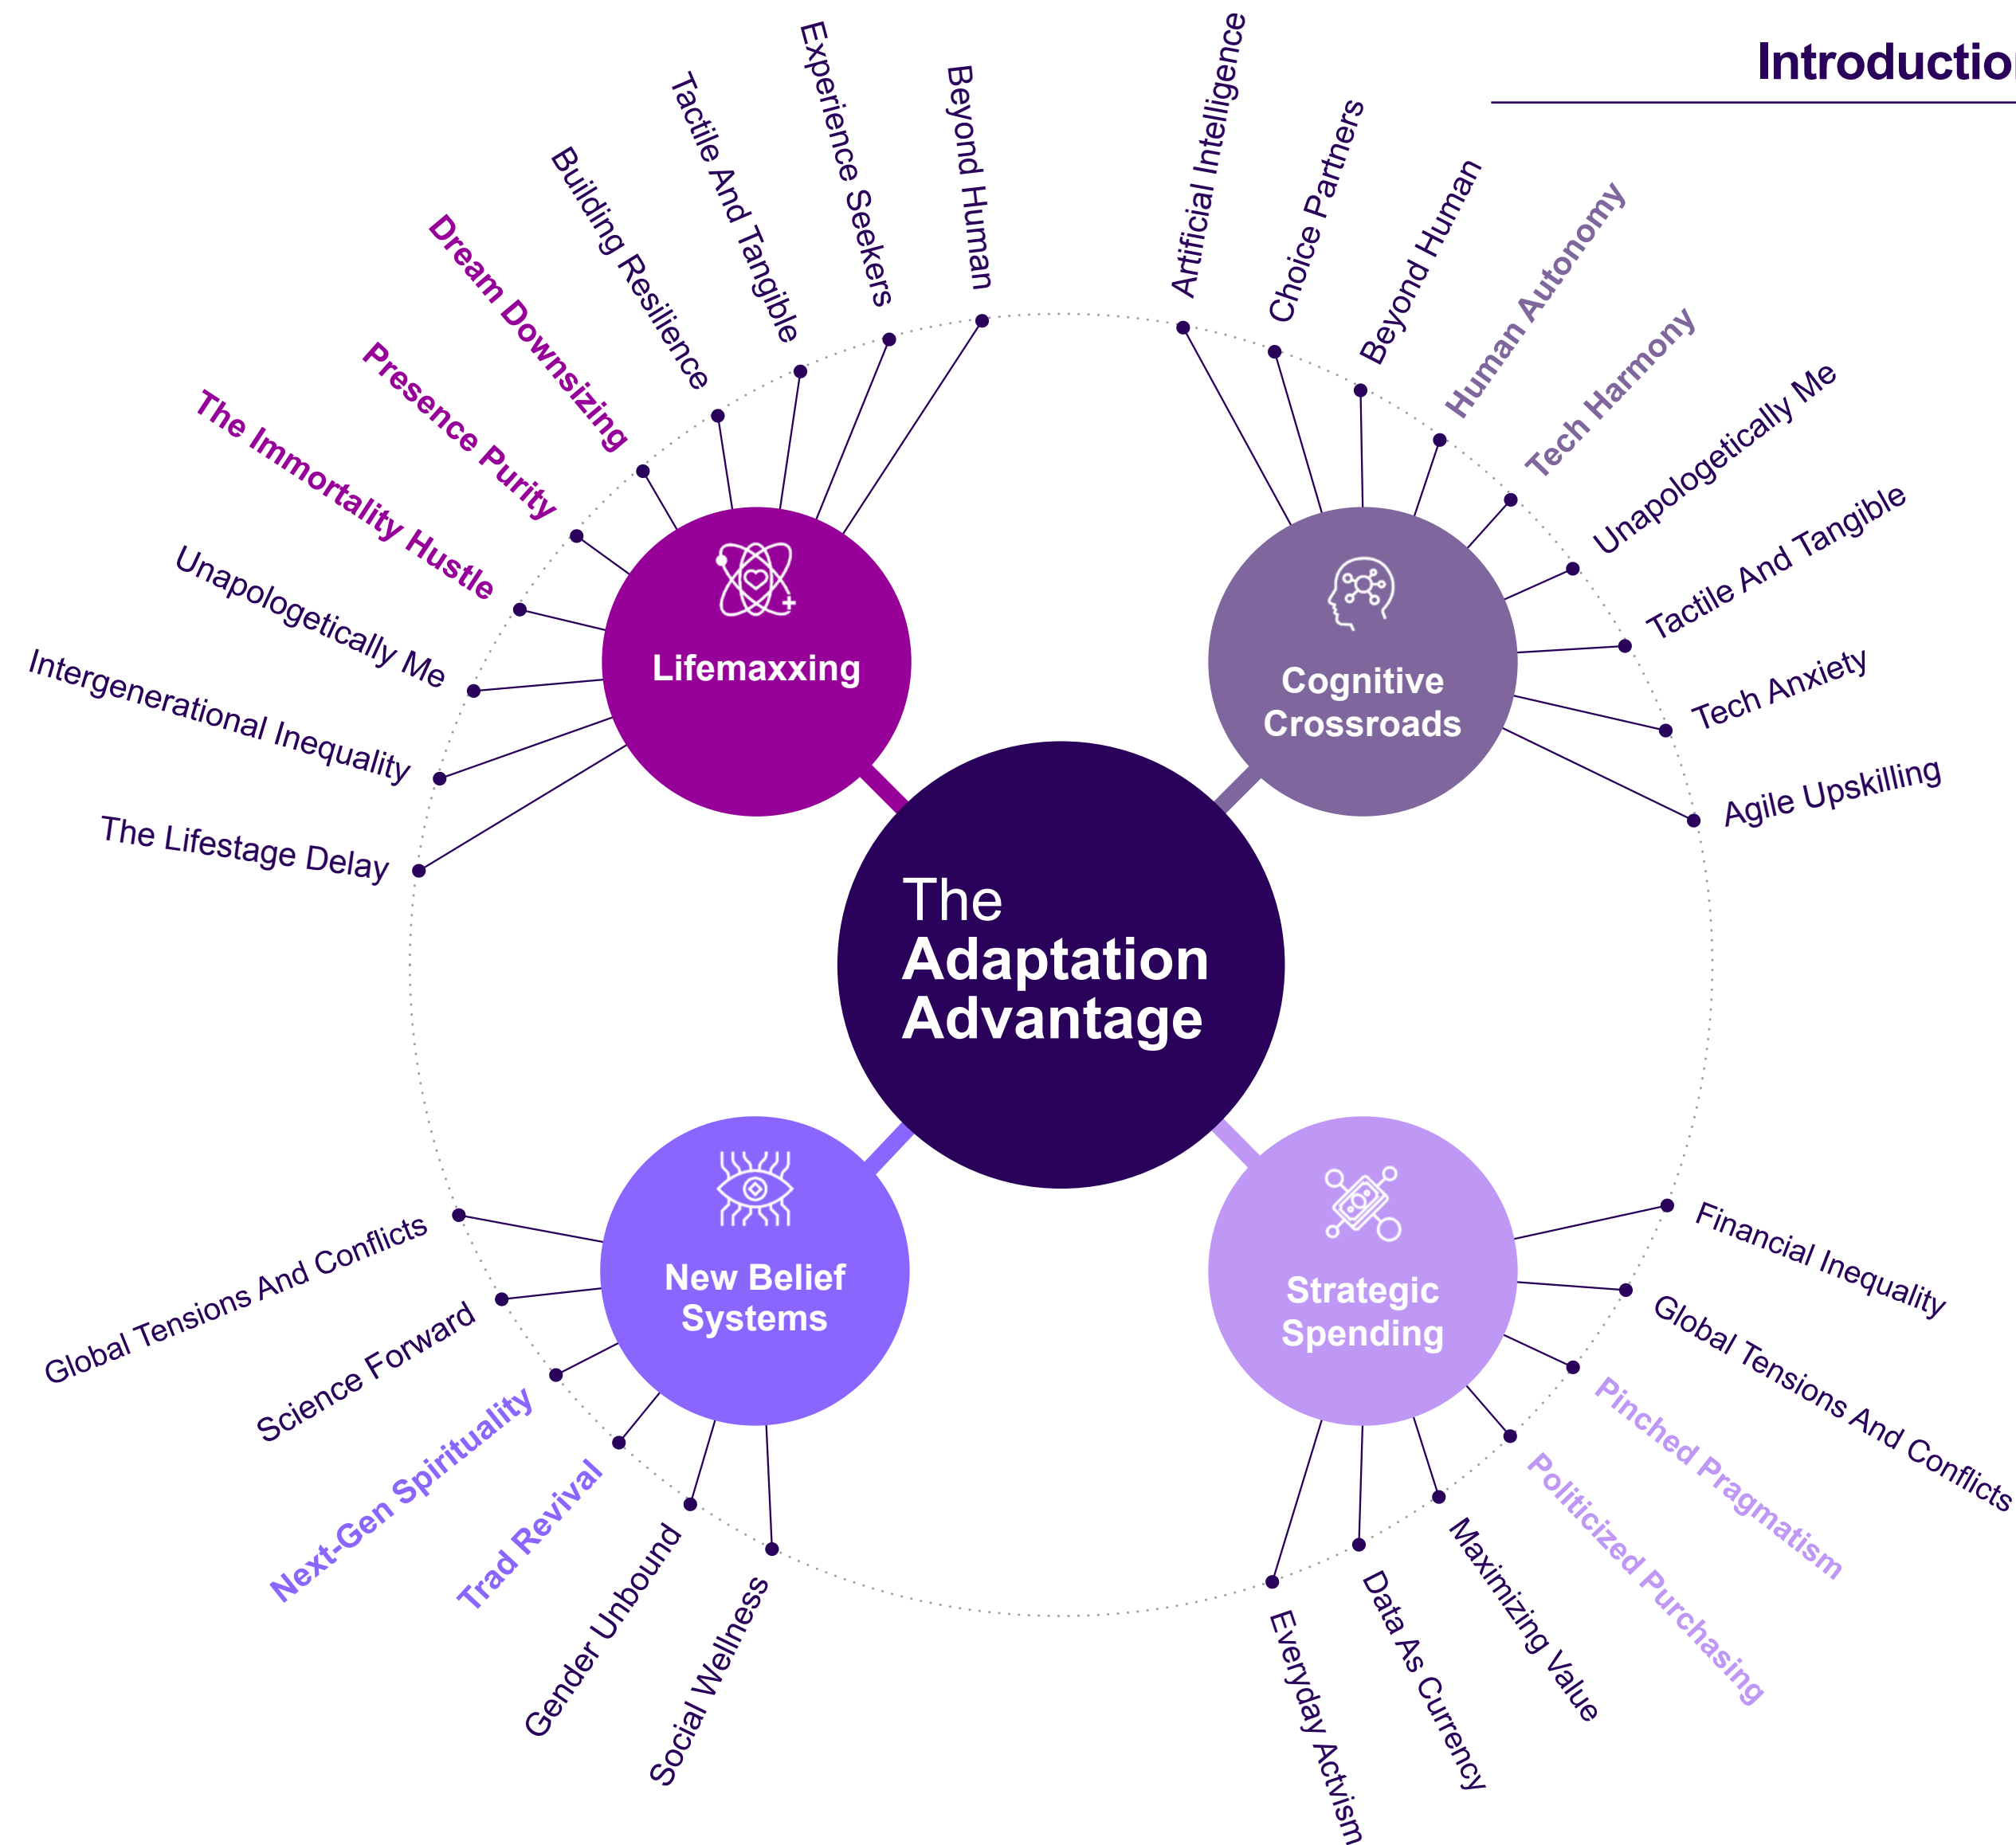 Introduction
The Lifestage Delay
Intergenerational Inequality
Unapologetically Me
The Immortality Hustle
Presence Purity
Dream Downsizing
Building Resilience
Tactile And Tangible
Experience Seekers
Beyond Human
Lifemaxxing
Artificial Intelligence
Choice Partners
Beyond Human
Human Autonomy
Tech Harmony
Unapologetically Me
Tactile And Tangible
Tech Anxiety
Agile Upskilling
Cognitive
Crossroads
The
Adaptation
Advantage
Global Tensions And Conflicts
Science Forward
Next-Gen Spirituality
Trad Revival
Gender Unbound
Social Wellness
New Belief
Systems
Financial Inequality
Global Tensions And Conflicts
Pinched Pragmatism
Politicized Purchasing
Maximizing Value
Data As Currency
Everyday Actvism
Strategic
Spending